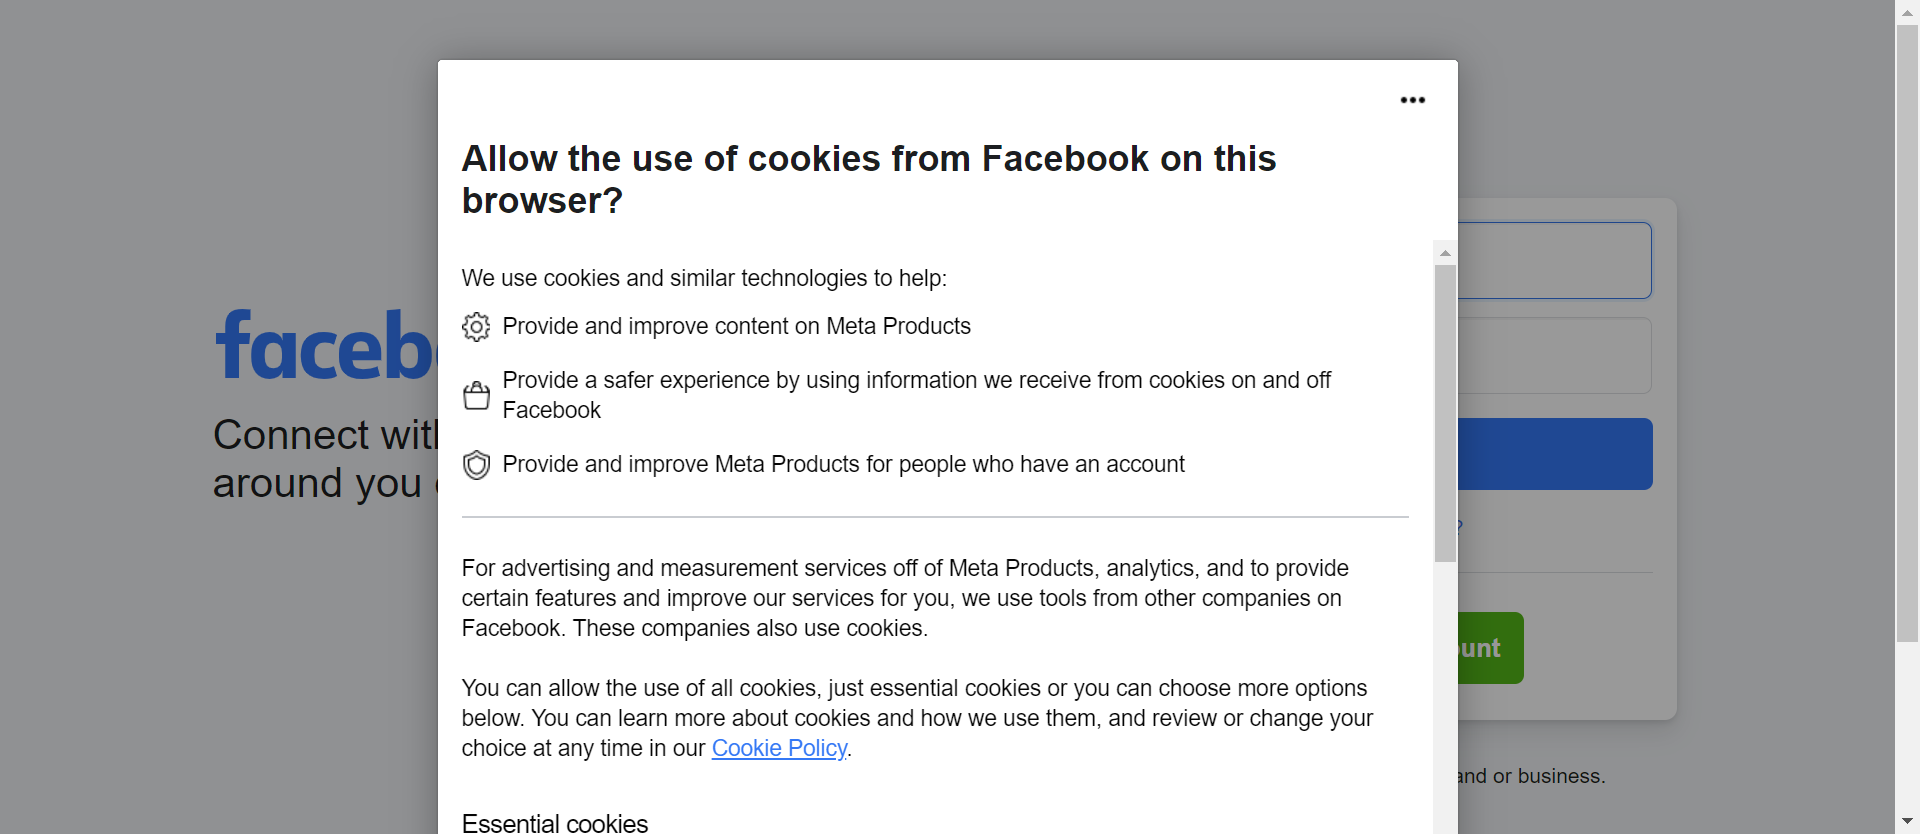 Allow the use of cookies from Facebook on this
browser?
We use cookies and similar technologies to help:
Provide and improve content on Meta Products
Provide a safer experience by using information we receive from cookies on and off
Facebook
Provide and improve Meta Products for people who have an account
For advertising and measurement services off of Meta Products, analytics, and to provide
certain features and improve our services for you, we use tools from other companies on
Facebook. These companies also use cookies.
You can allow the use of all cookies, just essential cookies or you can choose more options
below. You can learn more about cookies and how we use them, and review or change your
choice at any time in our Cookie Policy.
Essential cookies
faceb
Connect with
around you
?
unt
and or business.